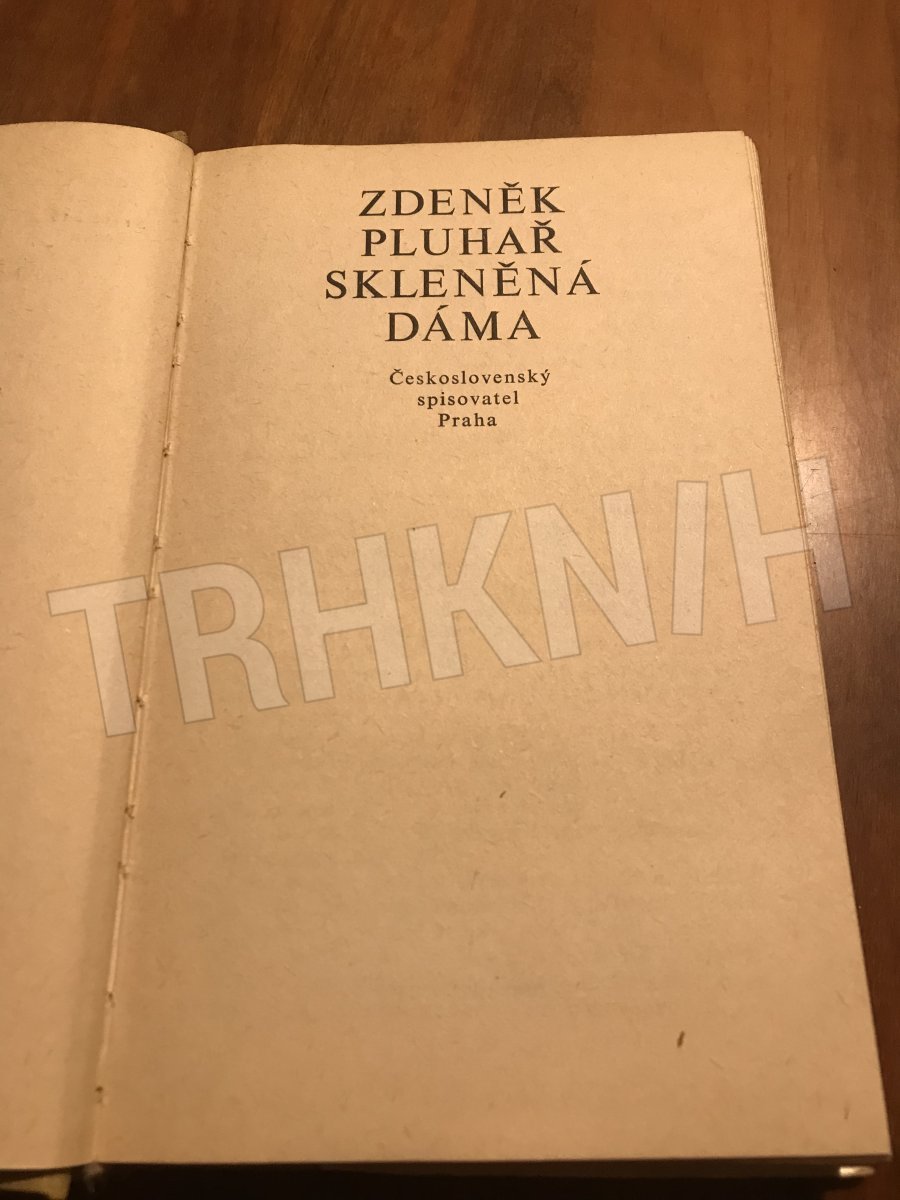 ZDENĚK
PLUHAŘ
SKLENĚNÁ
DÁMA
Československý
spisovatel
Praha
TRHKNIH